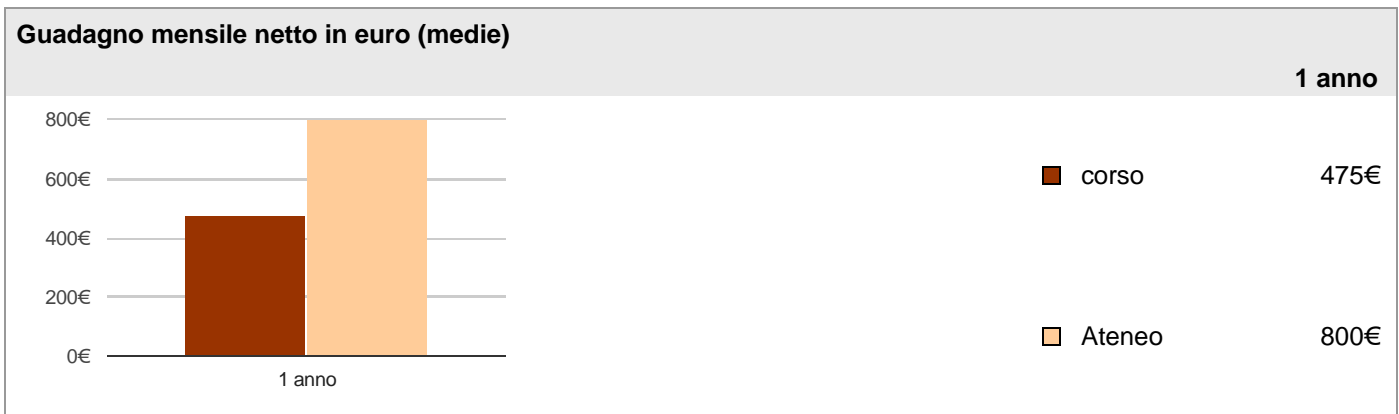 Guadagno mensile netto in euro (medie)
1 anno
800€
600€
400€
200€
0€
1 anno
corso 475€
Ateneo 800€